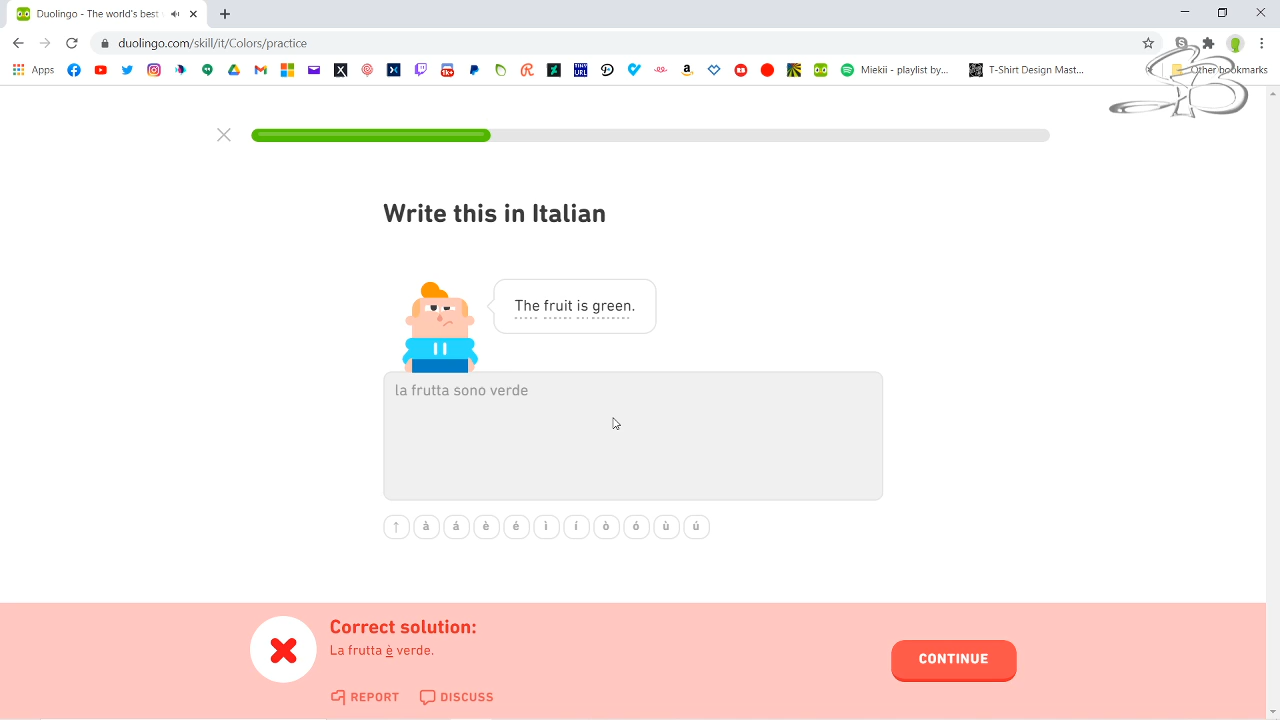 Duolingo - The world's best
duolingo.com/skill/it/Colors/practice
Apps
Miekii - playlist by...
T-Shirt Design Mast...
Other bookmarks
Write this in Italian
The fruit is green.
la frutta sono verde
↑ à á è é ì í ò ó ù ú
Correct solution:
La frutta è verde.
CONTINUE
REPORT
DISCUSS